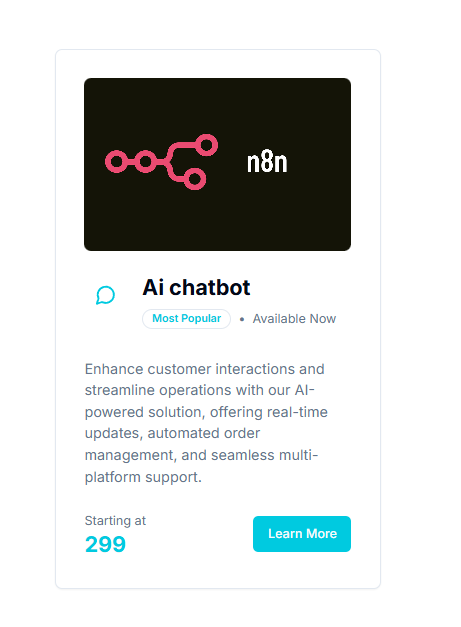 n8n
Ai chatbot
Most Popular • Available Now
Enhance customer interactions and
streamline operations with our AI-
powered solution, offering real-time
updates, automated order
management, and seamless multi-
platform support.
Starting at
299
Learn More